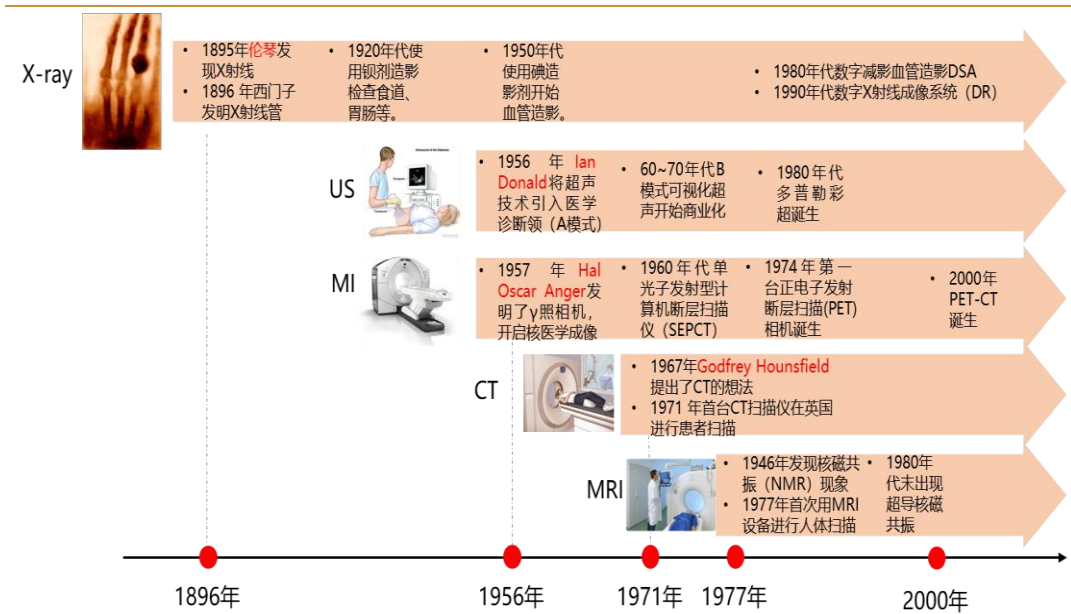 X-ray
• 1895年伦琴发
现X射线
• 1896 年西门子
发明X射线管
• 1920年代使
用钡剂造影
检查食道、
胃肠等。
• 1950年代
使用碘造
影剂开始
血管造影。
• 1980年代数字减影血管造影DSA
• 1990年代数字X射线成像系统（DR）
US
• 1956 年 Ian
Donald将超声
技术引入医学
诊断领（A模式）
• 60~70年代B
模式可视化超
声开始商业化
• 1980年代
多普勒彩
超诞生
MI
• 1957 年 Hal
Oscar Anger发
明了γ照相机，
开启核医学成像
• 1960年代单
光子发射型计
算机断层扫描
仪（SEPCT）
• 1974年第一
台正电子发射
断层扫描(PET)
相机诞生
• 2000年
PET-CT
诞生
CT
• 1967年Godfrey Hounsfield
提出了CT的想法
• 1971 年首台CT扫描仪在英国
进行患者扫描
MRI
• 1946年发现核磁共
振（NMR）现象
• 1977年首次用MRI
设备进行人体扫描
• 1980年
代末出现
超导核磁
共振
1896年
1956年
1971年
1977年
2000年